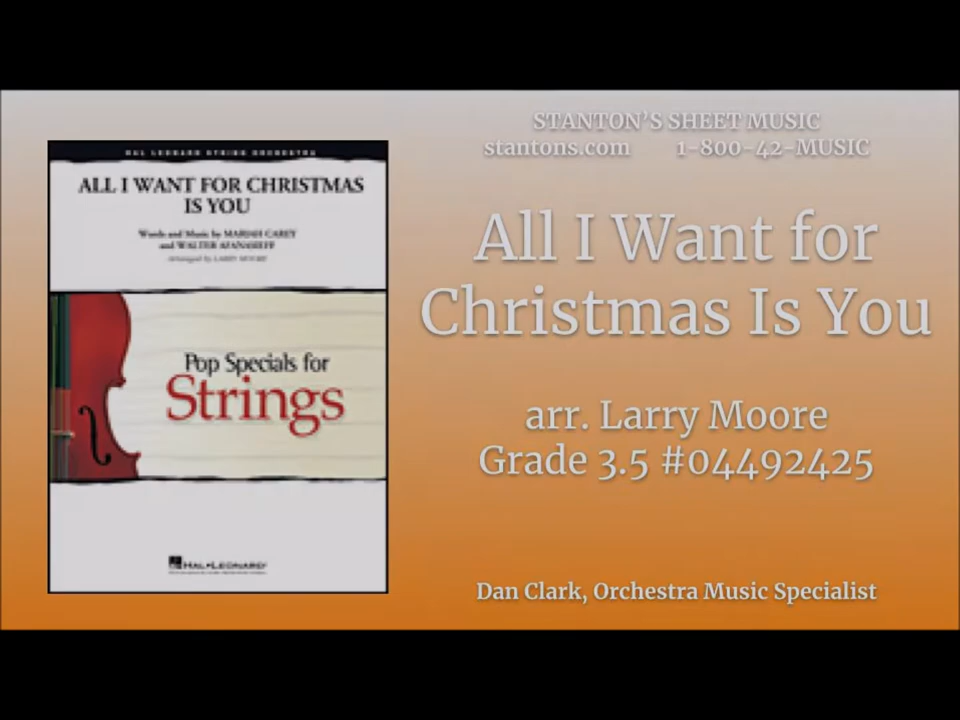 HAL LEONARD STRING ORCHESTRA
ALL I WANT FOR CHRISTMAS
IS YOU
Words and Music by MARIAH CAREY
and WALTER AFANASIEFF
Arranged by LARRY MOORE
Pop Specials for
Strings
HAL•LEONARD
STANTON'S SHEET MUSIC
stantons.com 1-800-42-MUSIC
All I Want for
Christmas Is You
arr. Larry Moore
Grade 3.5 #04492425
Dan Clark, Orchestra Music Specialist